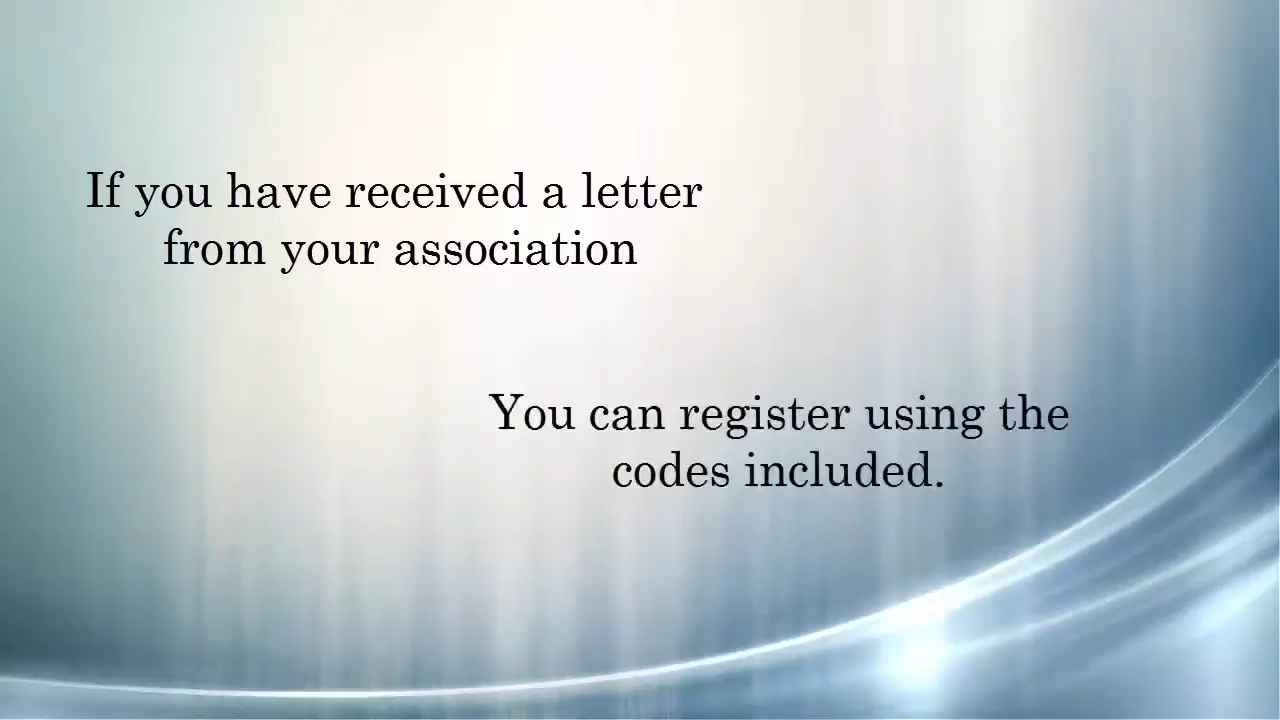 If you have received a letter
from your association
You can register using the
codes included.